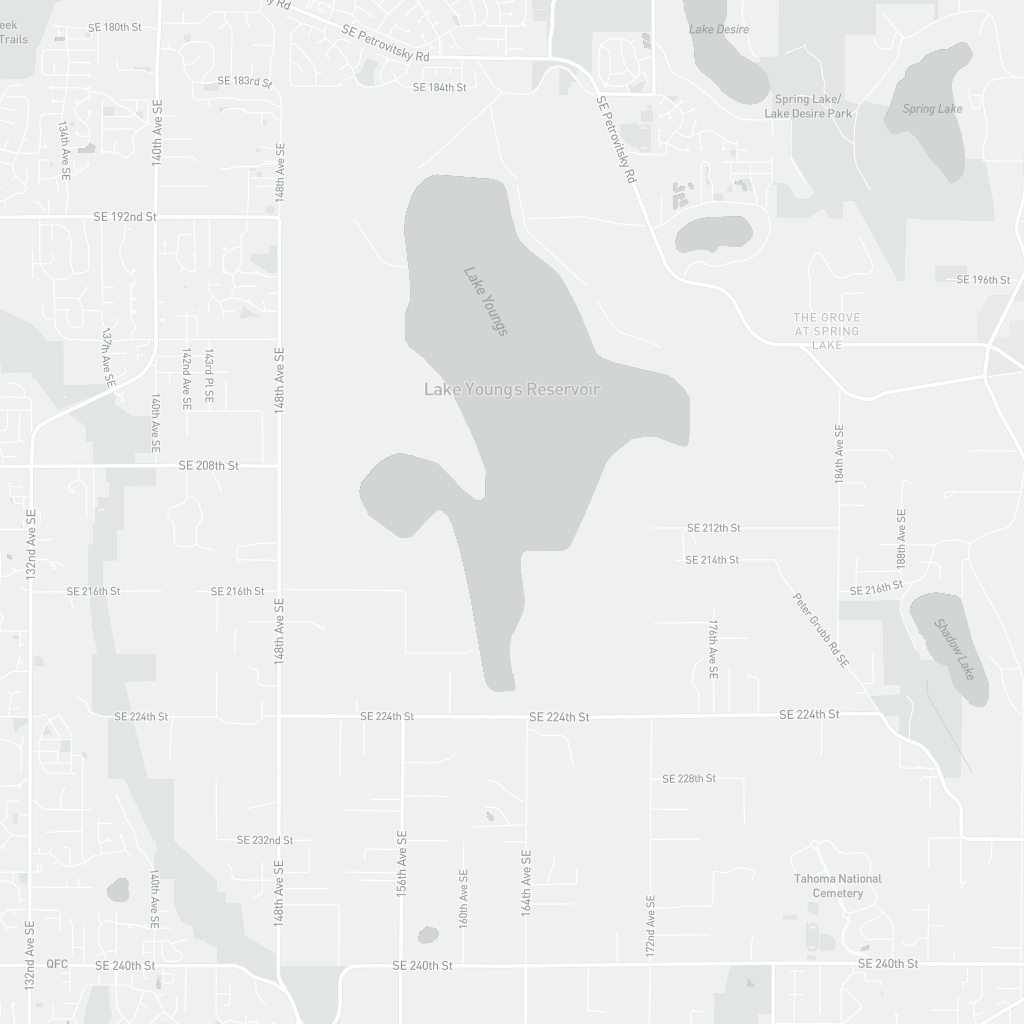 vitsky Rd
SE 180th St
eek
Trails
SE Petrovitsky Rd
Lake Desire
SE 183rd St
SE 184th St
Spring Lake/
Lake Desire Park
Spring Lake
140th Ave SE
134th Ave SE
148th Ave SE
SE Petrovitsky Rd
SE 192nd St
SE 196th St
Lake Youngs
THE GROVE
AT SPRING
LAKE
137th Ave SE
142nd Ave SE
143rd Pl SE
148th Ave SE
Lake Youngs Reservoir
140th Ave SE
184th Ave SE
SE 208th St
SE 212th St
132nd Ave SE
188th Ave SE
SE 214th St
SE 216th St
SE 216th St
SE 216th St
148th Ave SE
Peter Grubb Rd SE
176th Ave SE
Shadow Lake
SE 224th St
SE 224th St
SE 224th St
SE 224th St
SE 228th St
SE 232nd St
156th Ave SE
148th Ave SE
140th Ave SE
160th Ave SE
164th Ave SE
172nd Ave SE
Tahoma National
Cemetery
132nd Ave SE
QFC
SE 240th St
SE 240th St
SE 240th St